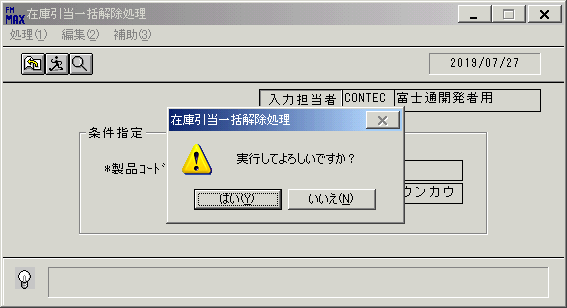 FM MAX 在庫引当一括解除処理
処理(1) 編集(2) 補助(3)
2019/07/27
入力担当者 CONTEC 富士通開発者用
条件指定
在庫引当一括解除処理
実行してよろしいですか?
*製品コード
はい(Y) いいえ(N)
ウンカウ